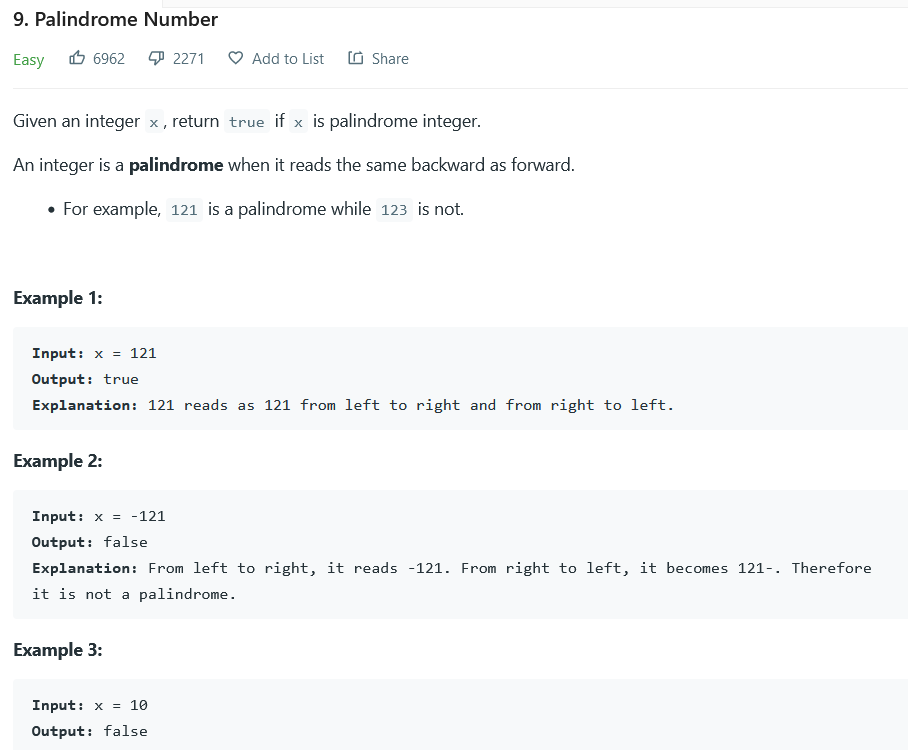 9. Palindrome Number
Easy 6962 2271 Add to List Share
Given an integer x, return true if x is palindrome integer.
An integer is a palindrome when it reads the same backward as forward.
• For example, 121 is a palindrome while 123 is not.
Example 1:
Input: x = 121
Output: true
Explanation: 121 reads as 121 from left to right and from right to left.
Example 2:
Input: x = -121
Output: false
Explanation: From left to right, it reads -121. From right to left, it becomes 121-. Therefore
it is not a palindrome.
Example 3:
Input: x = 10
Output: false